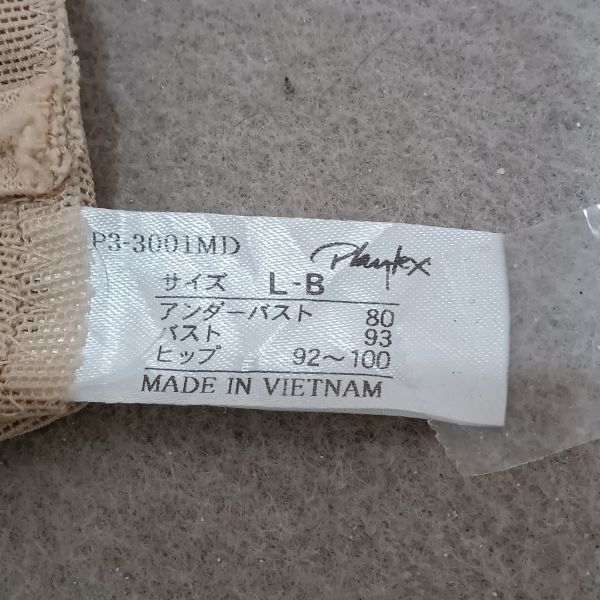 P3-3001MD Playtex
サイズ L-B
アンダーバスト 80
バスト 93
ヒップ 92～100
MADE IN VIETNAM